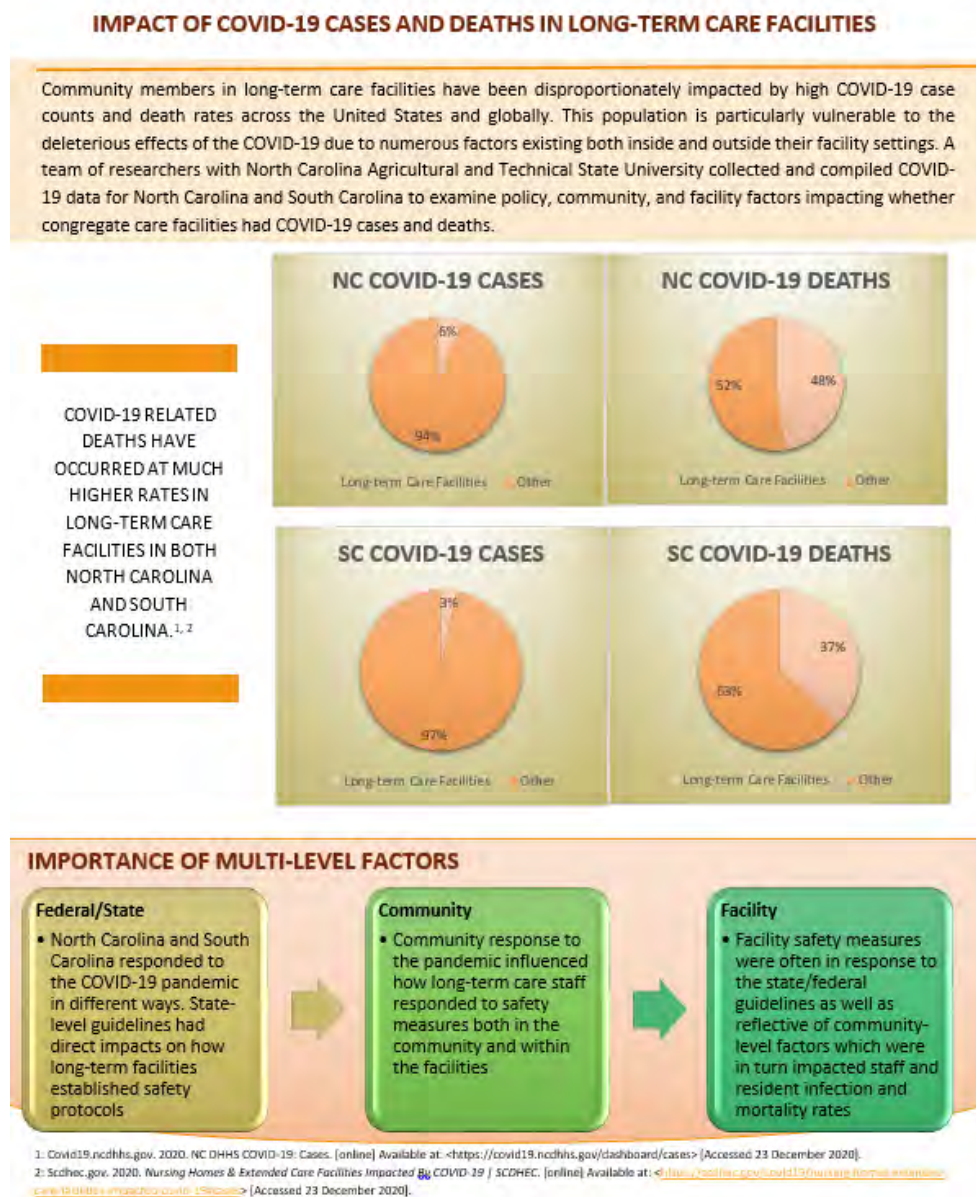 IMPACT OF COVID-19 CASES AND DEATHS IN LONG-TERM CARE FACILITIES
Community members in long-term care facilities have been disproportionately impacted by high COVID-19 case
counts and death rates across the United States and globally. This population is particularly vulnerable to the
deleterious effects of the COVID-19 due to numerous factors existing both inside and outside their facility settings. A
team of researchers with North Carolina Agricultural and Technical State University collected and compiled COVID-
19 data for North Carolina and South Carolina to examine policy, community, and facility factors impacting whether
congregate care facilities had COVID-19 cases and deaths.
COVID-19 RELATED
DEATHS HAVE
OCCURRED AT MUCH
HIGHER RATES IN
LONG-TERM CARE
FACILITIES IN BOTH
NORTH CAROLINA
AND SOUTH
CAROLINA.1, 2
NC COVID-19 CASES
6%
94%
Long-term Care Facilities Other
NC COVID-19 DEATHS
52%
48%
Long-term Care Facilities Other
SC COVID-19 CASES
3%
97%
Long-term Care Facilities Other
SC COVID-19 DEATHS
37%
63%
Long-term Care Facilities Other
IMPORTANCE OF MULTI-LEVEL FACTORS
Federal/State
• North Carolina and South
Carolina responded to
the COVID-19 pandemic
in different ways. State-
level guidelines had
direct impacts on how
long-term facilities
established safety
protocols
Community
• Community response to
the pandemic influenced
how long-term care staff
responded to safety
measures both in the
community and within
the facilities
Facility
• Facility safety measures
were often in response to
the state/federal
guidelines as well as
reflective of community-
level factors which were
in turn impacted staff and
resident infection and
mortality rates
1: Covid19.ncdhhs.gov. 2020. NC DHHS COVID-19: Cases. [online] Available at: <https://covid19.ncdhhs.gov/dashboard/cases> [Accessed 23 December 2020].
2: Scdhec.gov. 2020. Nursing Homes & Extended Care Facilities Impacted By COVID-19 | SCDHEC. [online] Available at: <
> [Accessed 23 December 2020].